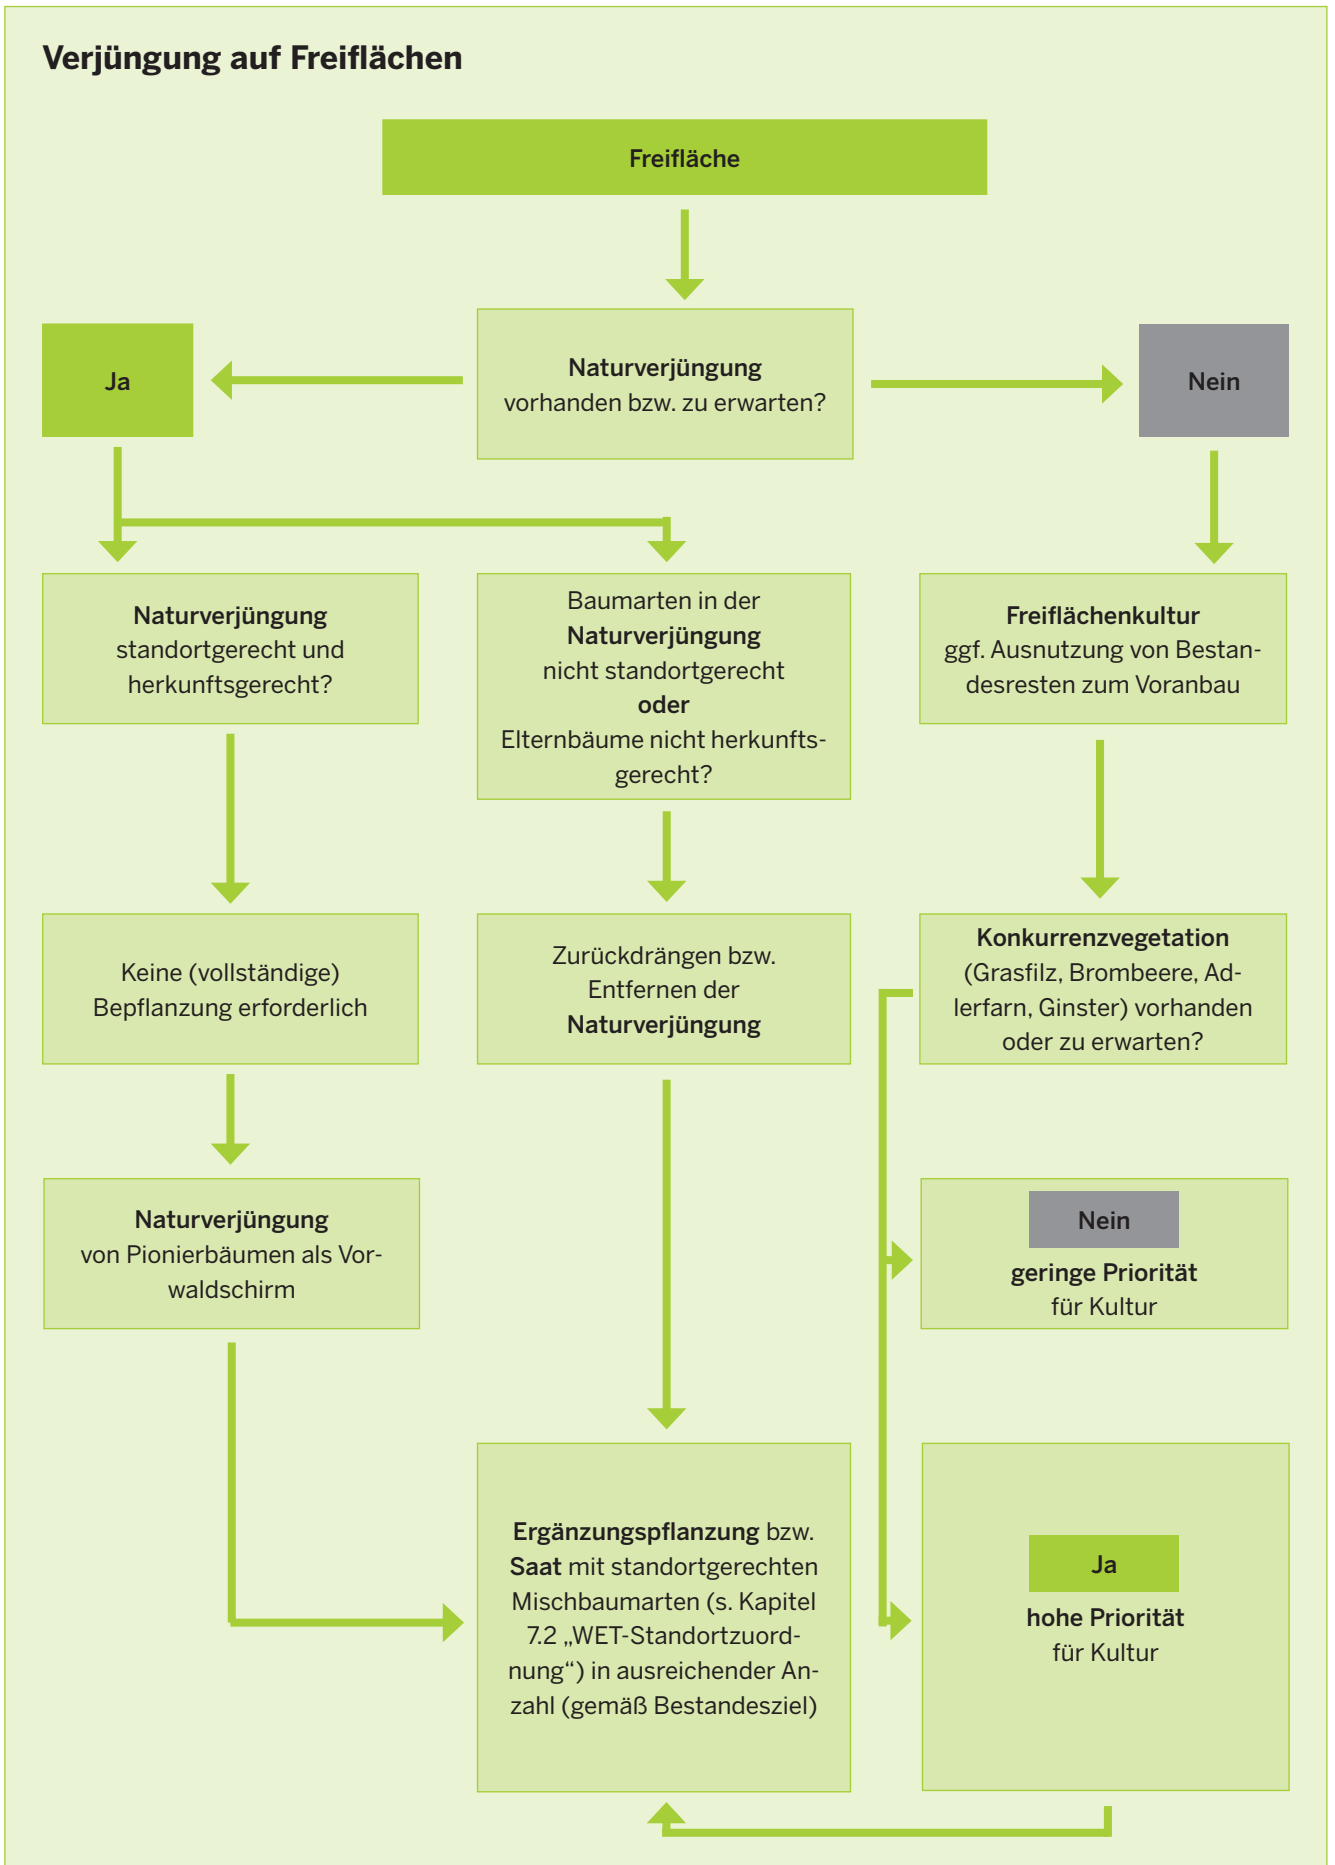 Verjüngung auf Freiflächen
Freifläche
Ja
Naturverjüngung
vorhanden bzw. zu erwarten?
Nein
Naturverjüngung
standortgerecht und
herkunftsgerecht?
Baumarten in der
Naturverjüngung
nicht standortgerecht
oder
Elternbäume nicht herkunfts-
gerecht?
Freiflächenkultur
ggf. Ausnutzung von Bestan-
desresten zum Voranbau
Keine (vollständige)
Bepflanzung erforderlich
Zurückdrängen bzw.
Entfernen der
Naturverjüngung
Konkurrenzvegetation
(Grasfilz, Brombeere, Ad-
lerfarn, Ginster) vorhanden
oder zu erwarten?
Naturverjüngung
von Pionierbäumen als Vor-
waldschirm
Nein
geringe Priorität
für Kultur
Ergänzungspflanzung bzw.
Saat mit standortgerechten
Mischbaumarten (s. Kapitel
7.2 „WET-Standortzuord-
nung“) in ausreichender An-
zahl (gemäß Bestandesziel)
Ja
hohe Priorität
für Kultur